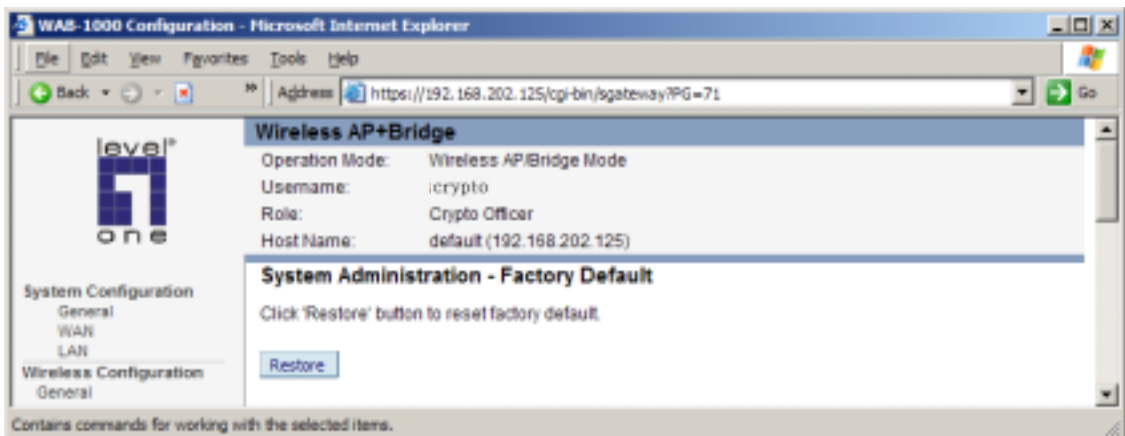 WAB-1000 Configuration - Microsoft Internet Explorer
File Edit View Favorites Tools Help
Back Address https://192.168.202.125/cgi-bin/sgateway?PG=71 Go
level one
Wireless AP+Bridge
Operation Mode: Wireless AP/Bridge Mode
Username: crypto
Role: Crypto Officer
Host Name: default (192.168.202.125)
System Administration - Factory Default
Click 'Restore' button to reset factory default.
Restore
System Configuration
General
WAN
LAN
Wireless Configuration
General
Contains commands for working with the selected items.